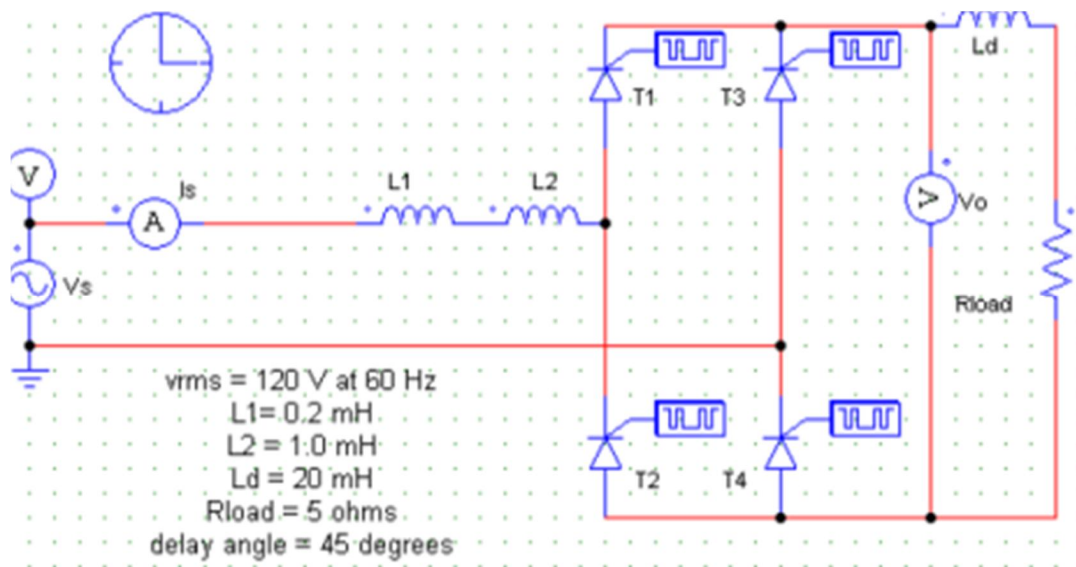 Ld
T1
T3
V
Is
L1
L2
A
V
Vo
Vs
Rload
vrms = 120 V at 60 Hz
L1= 0.2 mH
L2 = 1.0 mH
Ld = 20 mH
Rload = 5 ohms
delay angle = 45 degrees
T2
T4